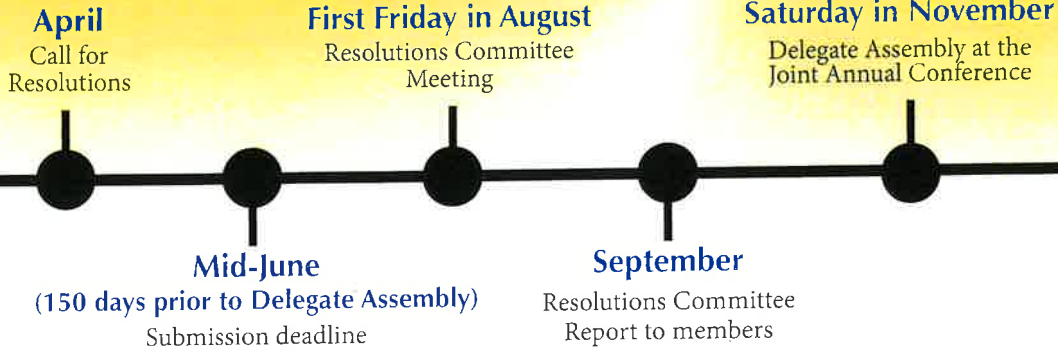 April
Call for
Resolutions
Mid-June
(150 days prior to Delegate Assembly)
Submission deadline
First Friday in August
Resolutions Committee
Meeting
September
Resolutions Committee
Report to members
Saturday in November
Delegate Assembly at the
Joint Annual Conference